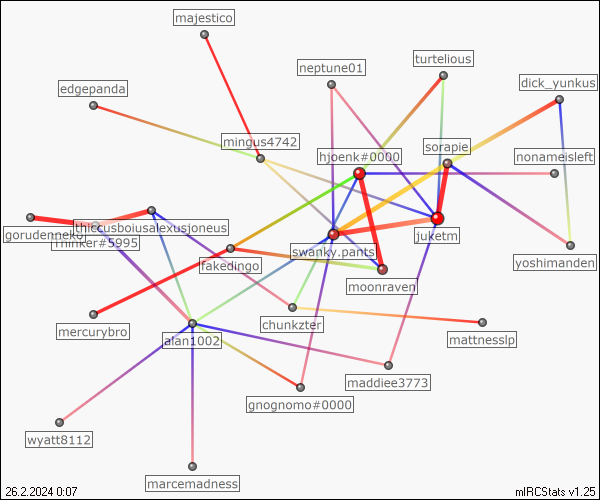 majestico
turtelious
neptune01
dick_yunkus
edgepanda
mingus4742
sorapie
hjoenk#0000
nonameisleft
thiccusboiusalexusjoneus
gorudenneko
Thinker#5995
juketm
swanky.pants
yoshimanden
fakedingo
moonraven
chunkzter
mercurybro
alan1002
mattnesslp
maddiee3773
gnognomo#0000
wyatt8112
marcemadness
26.2.2024 0:07
mIRCStats v1.25